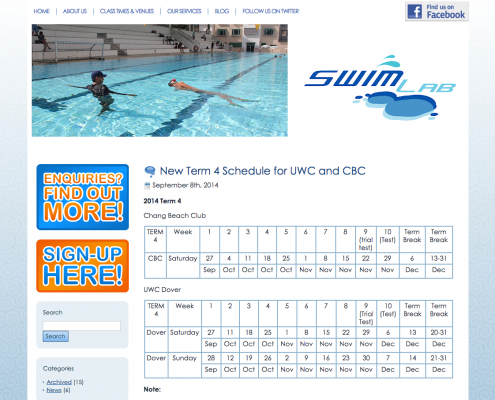 HOME | ABOUT US | CLASS TIMES & VENUES | OUR SERVICES | BLOG | FOLLOW US ON TWITTER
Find us on
Facebook
SWIM
LAB
ENQUIRIES?
FIND OUT
MORE!
SIGN-UP
HERE!
Search
Search
Categories
Archived (15)
News (6)
New Term 4 Schedule for UWC and CBC
September 8th, 2014
2014 Term 4
Chang Beach Club
TERM 4 Week 1 2 3 4 5 6 7 8 9 (trial test) 10 (Test) Term Break Term Break
CBC Saturday 27 4 11 18 25 1 8 15 22 29 6 13-31
Sep Oct Oct Oct Oct Nov Nov Nov Nov Nov Dec Dec
UWC Dover
TERM 4 Week 1 2 3 4 5 6 7 8 9 (trial Test) 10 (Test) Term Break Term Break
Dover Saturday 27 11 18 25 1 8 15 22 29 6 13 20-31
Sep Oct Oct Oct Nov Nov Nov Nov Nov Dec Dec Dec
Dover Sunday 28 12 19 26 2 9 16 23 30 7 14 21-31
Sep Oct Oct Oct Nov Nov Nov Nov Nov Dec Dec Dec
Note: